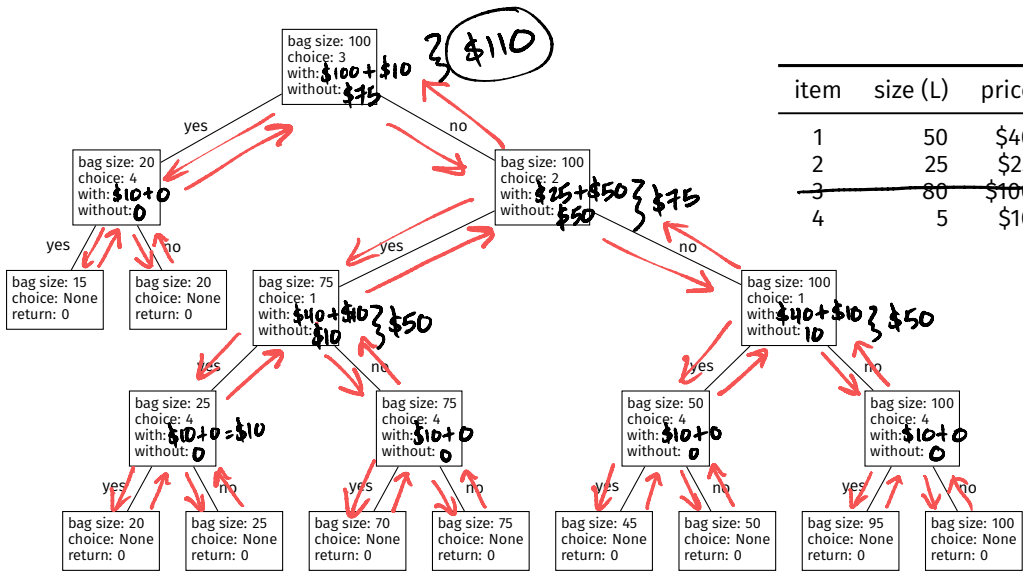 bag size: 100
choice: 3
with: $100 + $10
without: $75
} $110
item size (L) price
1 50 $40
2 25 $2
3 80 $100
4 5 $10
yes
no
bag size: 20
choice: 4
with: $10+0
without: 0
bag size: 100
choice: 2
with: $25+$50
without: $50
} $75
yes
no
yes
no
bag size: 15
choice: None
return: 0
bag size: 20
choice: None
return: 0
bag size: 75
choice: 1
with: $40+$10
without: $10
} $50
bag size: 100
choice: 1
with: $40+$10
without: 10
} $50
yes
no
yes
no
bag size: 25
choice: 4
with: $10+0=$10
without: 0
bag size: 75
choice: 4
with: $10+0
without: 0
bag size: 50
choice: 4
with: $10+0
without: 0
bag size: 100
choice: 4
with: $10+0
without: 0
yes
no
yes
no
yes
no
yes
no
bag size: 20
choice: None
return: 0
bag size: 25
choice: None
return: 0
bag size: 70
choice: None
return: 0
bag size: 75
choice: None
return: 0
bag size: 45
choice: None
return: 0
bag size: 50
choice: None
return: 0
bag size: 95
choice: None
return: 0
bag size: 100
choice: None
return: 0